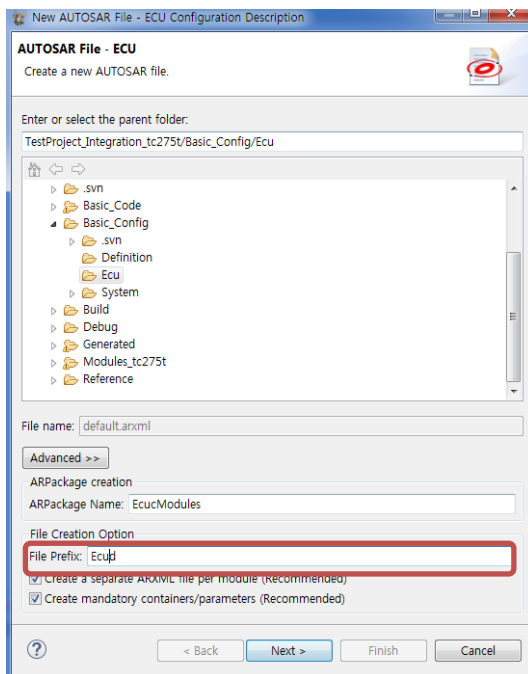 New AUTOSAR File - ECU Configuration Description
AUTOSAR File - ECU
Create a new AUTOSAR file.
Enter or select the parent folder:
TestProject_Integration_tc275t/Basic_Config/Ecu
.svn
Basic_Code
Basic_Config
.svn
Definition
Ecu
System
Build
Debug
Generated
Modules_tc275t
Reference
File name: default.arxml
Advanced >>
ARPackage creation
ARPackage Name: EcucModules
File Creation Option
File Prefix: Ecud
Create a separate ARXML file per module (Recommended)
Create mandatory containers/parameters (Recommended)
? < Back Next > Finish Cancel